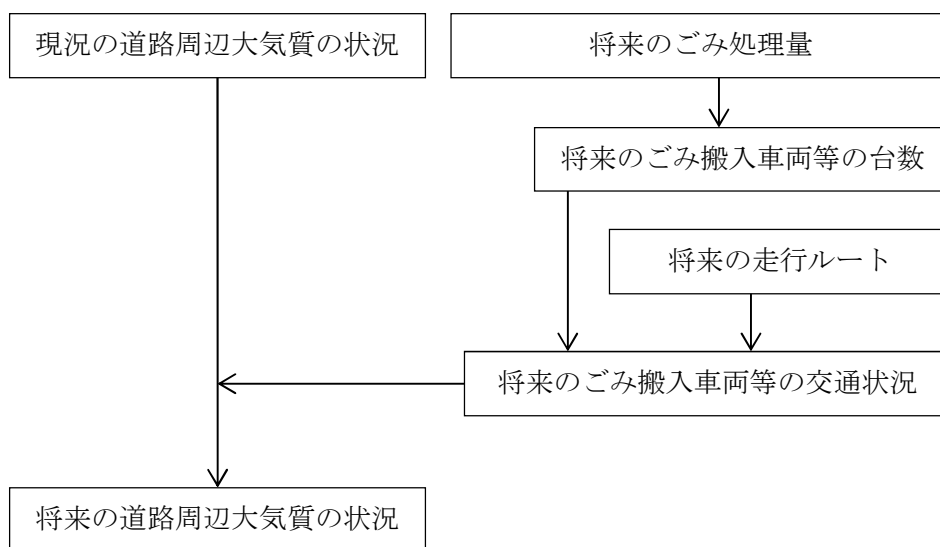 現況の道路周辺大気質の状況
将来のごみ処理量
将来のごみ搬入車両等の台数
将来の走行ルート
将来のごみ搬入車両等の交通状況
将来の道路周辺大気質の状況